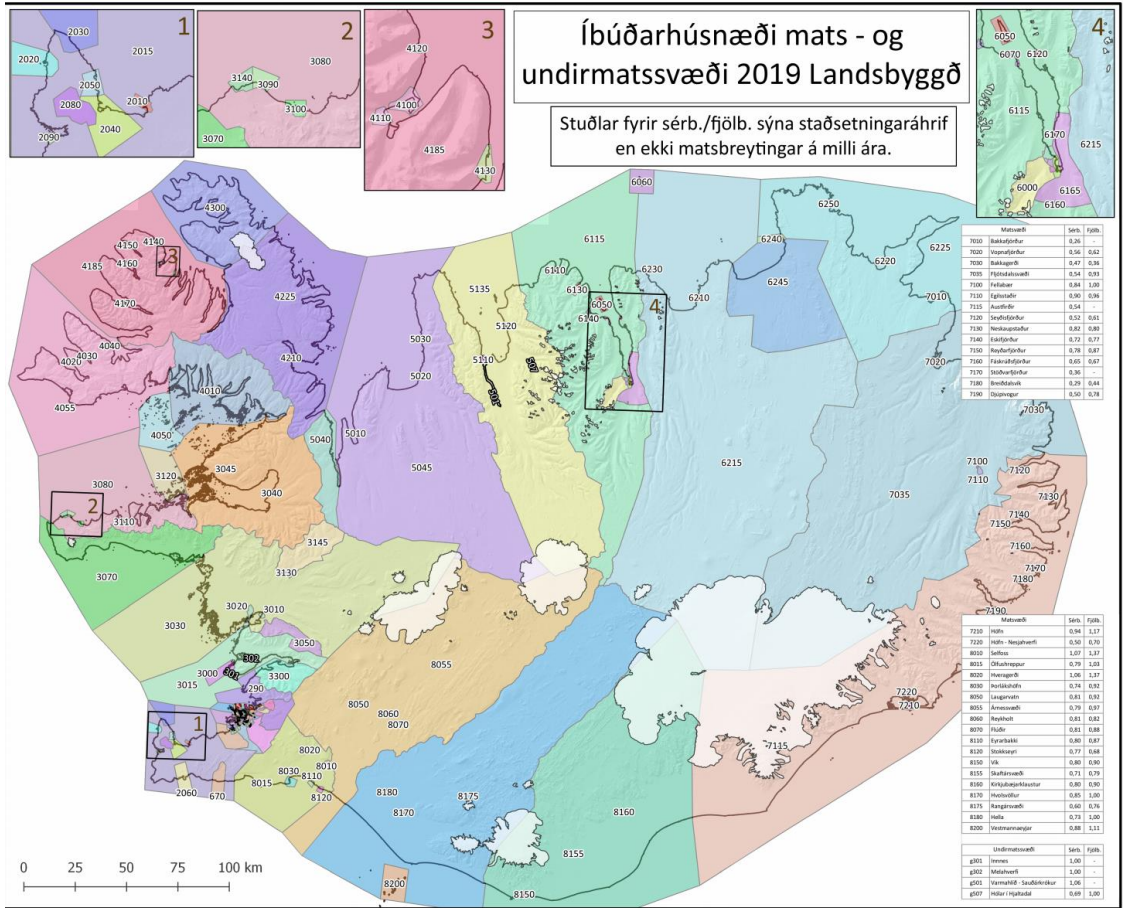 Íbúðarhúsnæði mats - og
undirmatssvæði 2019 Landsbyggð
Stuðlar fyrir sérb./fjölb. sýna staðsetningaráhrif
en ekki matsbreytingar á milli ára.
1
2030
2015
2020
2050
2080
2010
2040
2090
2
3080
3140
3090
3100
3070
3
4120
4100
4110
4185
4130
4
6050
6070
6120
6115
6170
6215
6000
6165
6160
4300
4150
4140
3
4185
4160
4170
4225
4040
4030
4020
4210
4055
4010
4050
5040
3045
3120
3040
3080
2
3110
3070
3145
3130
3030
3020
3010
3050
302
3000
301
3015
3300
290
1
2060
670
5135
5030
5120
5020
5110
501
507
5010
5045
6060
6115
6110
6130
6230
6050
6140
4
6210
6250
6240
6225
6220
6245
7010
7020
6215
7035
7030
7100
7110
7120
7130
7140
7150
7160
7170
7180
7190
7220
7210
7115
8055
8050
8060
8070
8020
8010
8030
8110
8015
8120
8180
8170
8175
8160
8155
8150
8200
0 25 50 75 100 km
Matsvæði Sérb. Fjölb.
7010 Bakkafjörður 0,26 -
7020 Vopnafjörður 0,56 0,62
7030 Bakkagerði 0,47 0,36
7035 Fljótsdalssvæði 0,54 0,93
7100 Fellabær 0,84 1,00
7110 Egilsstaðir 0,90 0,96
7115 Austfirðir 0,54 -
7120 Seyðisfjörður 0,52 0,61
7130 Neskaupstaður 0,82 0,80
7140 Eskifjörður 0,72 0,77
7150 Reyðarfjörður 0,78 0,87
7160 Fáskrúðsfjörður 0,65 0,67
7170 Stöðvarfjörður 0,36 -
7180 Breiðdalsvík 0,29 0,44
7190 Djúpivogur 0,50 0,78
Matsvæði Sérb. Fjölb.
7210 Höfn 0,94 1,17
7220 Höfn - Nesjahverfi 0,50 0,70
8010 Selfoss 1,07 1,37
8015 Ölfushreppur 0,79 1,03
8020 Hveragerði 1,06 1,37
8030 Þorlákshöfn 0,74 0,92
8050 Laugarvatn 0,81 0,92
8055 Árnessvæði 0,79 0,97
8060 Reykholt 0,81 0,82
8070 Flúðir 0,81 0,88
8110 Eyrarbakki 0,80 0,87
8120 Stokkseyri 0,77 0,68
8150 Vík 0,80 0,90
8155 Skaftársvæði 0,71 0,79
8160 Kirkjubæjarklaustur 0,80 0,90
8170 Hvolsvöllur 0,85 1,00
8175 Rangársvæði 0,60 0,76
8180 Hella 0,73 1,00
8200 Vestmannaeyjar 0,88 1,11
Undirmatssvæði Sérb. Fjölb.
g301 Innnes 1,00 -
g302 Melahverfi 1,00 -
g501 Varmahlíð - Sauðárkrókur 1,06 -
g507 Hólar í Hjaltadal 0,69 1,00